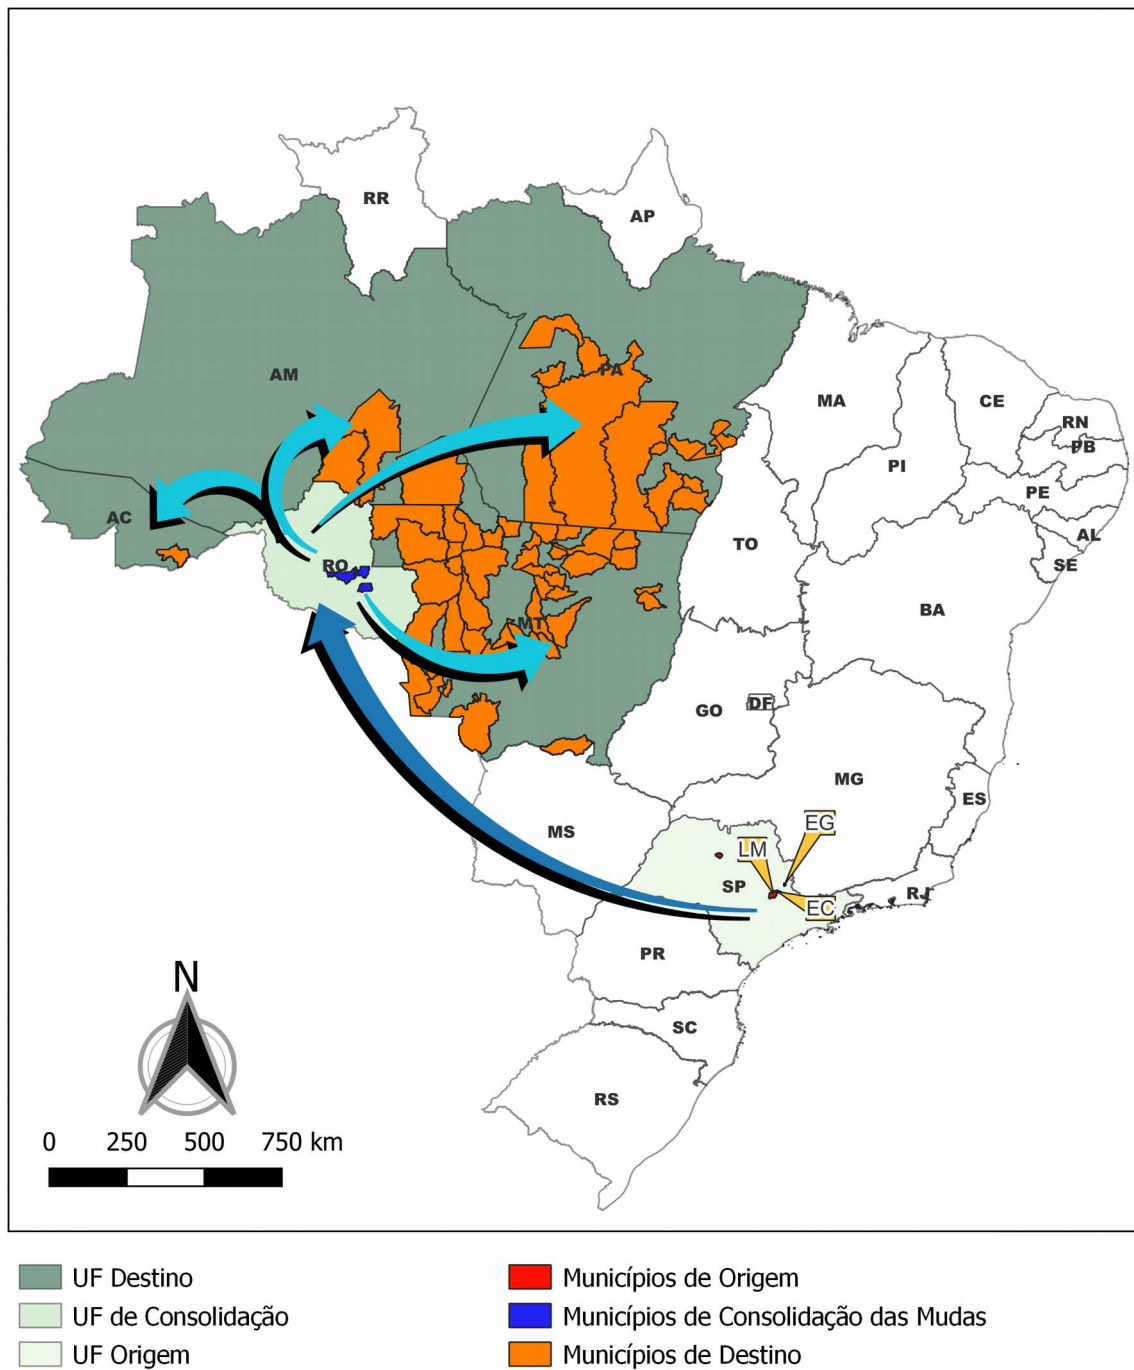 RR
AP
AM
PA
MA
CE
RN
PB
PI
PE
AC
AL
TO
SE
RO
BA
MT
GO
DF
MG
ES
MS
EG
LM
SP
RJ
EC
PR
N
SC
RS
0 250 500 750 km
UF Destino
UF de Consolidação
UF Origem
Municípios de Origem
Municípios de Consolidação das Mudas
Municípios de Destino